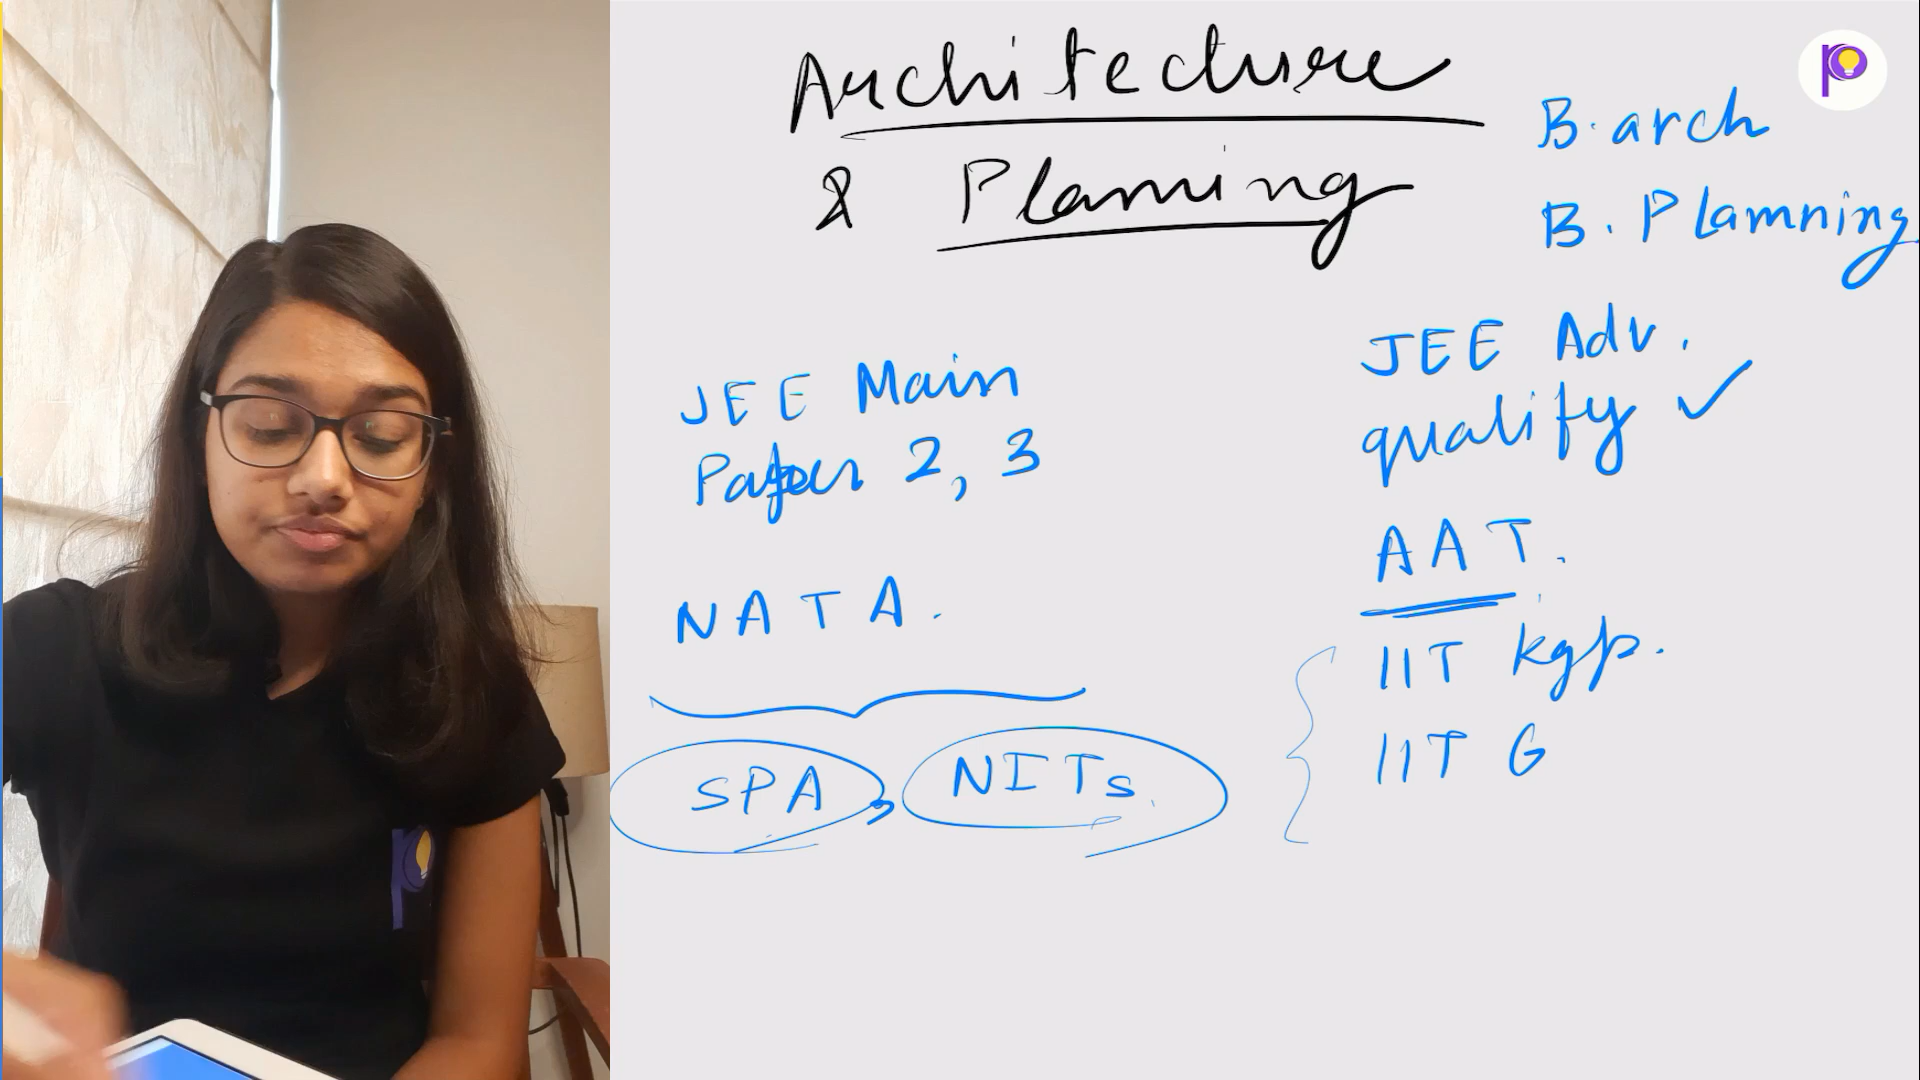 Architecture
& Planning
B. arch
B. Planning
JEE Main
Paper 2, 3
NATA.
SPA, NITs.
JEE Adv.
qualify ✓
AAT.
IIT kgp.
IIT G